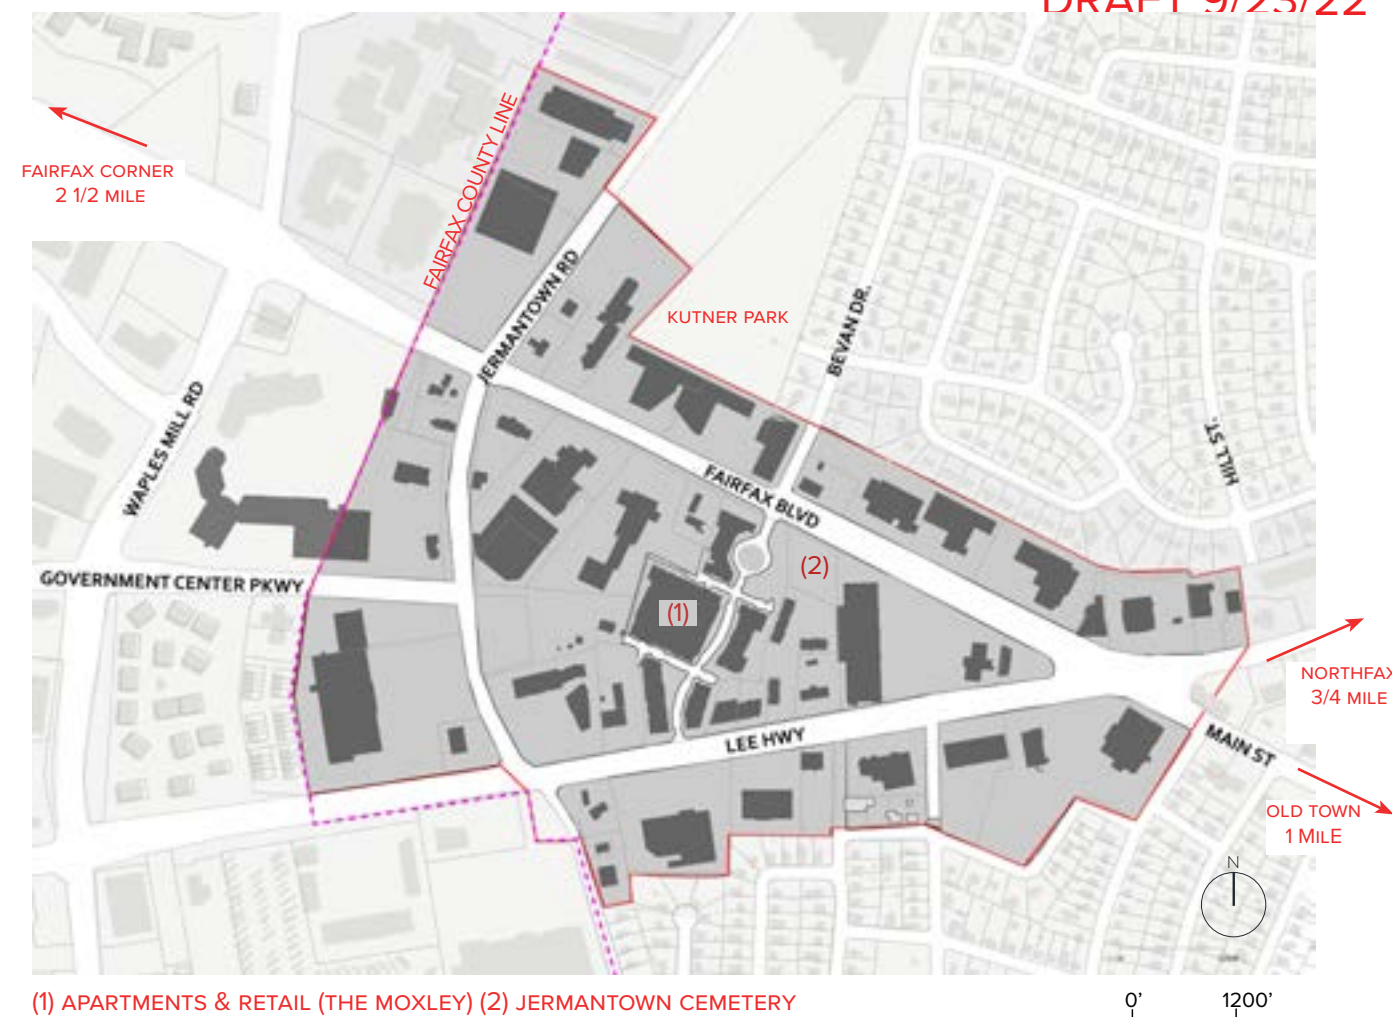 DRAFT 9/23/22
FAIRFAX COUNTY LINE
FAIRFAX CORNER
2 1/2 MILE
JERMANTOWN RD
KUTNER PARK
BEVAN DR.
WAPLES MILL RD
HILL ST.
FAIRFAX BLVD
(2)
GOVERNMENT CENTER PKWY
(1)
NORTHFAX
3/4 MILE
LEE HWY
MAIN ST
OLD TOWN
1 MILE
N
(1) APARTMENTS & RETAIL (THE MOXLEY) (2) JERMANTOWN CEMETERY
0' 1200'